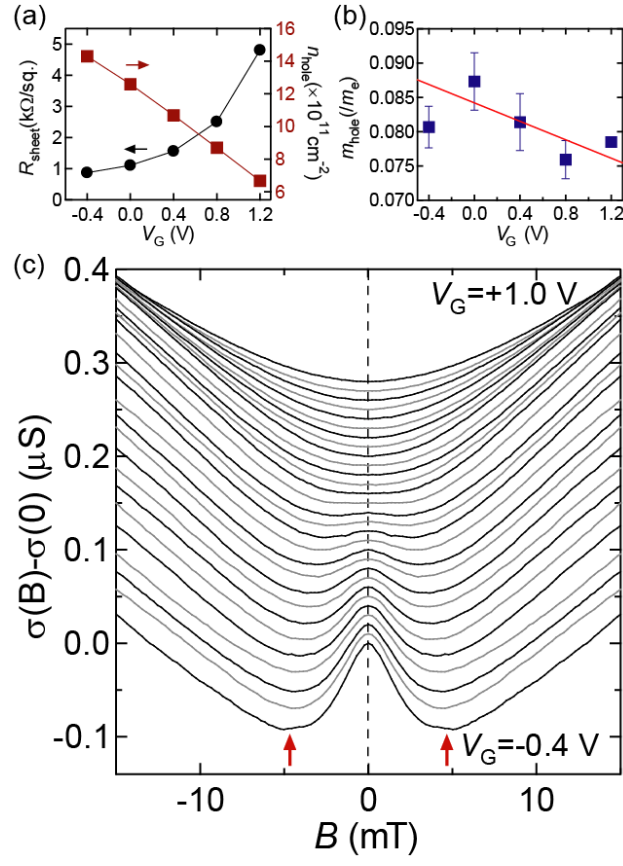 (a)
R_sheet(kΩ/sq.)
5
4
3
2
1
0
16
14
12
10
8
6
n_hole(×10^11 cm^-2)
-0.4 0.0 0.4 0.8 1.2
V_G (V)
(b)
m_hole(/m_e)
0.095
0.090
0.085
0.080
0.075
0.070
-0.4 0.0 0.4 0.8 1.2
V_G (V)
(c)
σ(B)-σ(0) (μS)
0.4
0.3
0.2
0.1
0.0
-0.1
V_G=+1.0 V
V_G=-0.4 V
-10 0 10
B (mT)